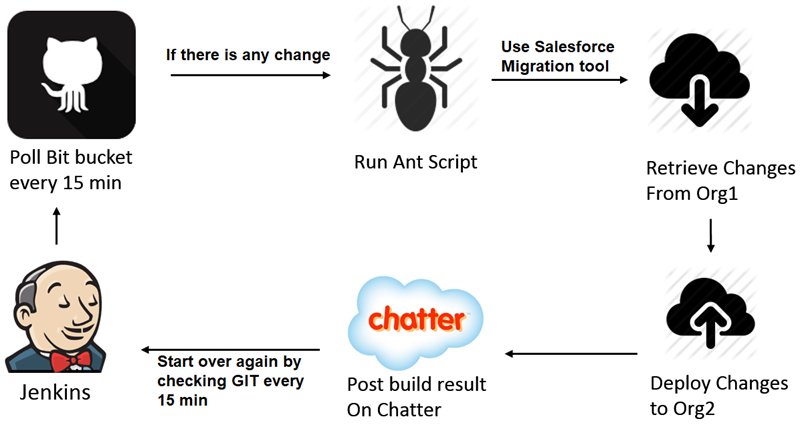 If there is any change
Use Salesforce
Migration tool
Poll Bit bucket
every 15 min
Run Ant Script
Retrieve Changes
From Org1
chatter
Start over again by
checking GIT every
15 min
Jenkins
Post build result
On Chatter
Deploy Changes
to Org2